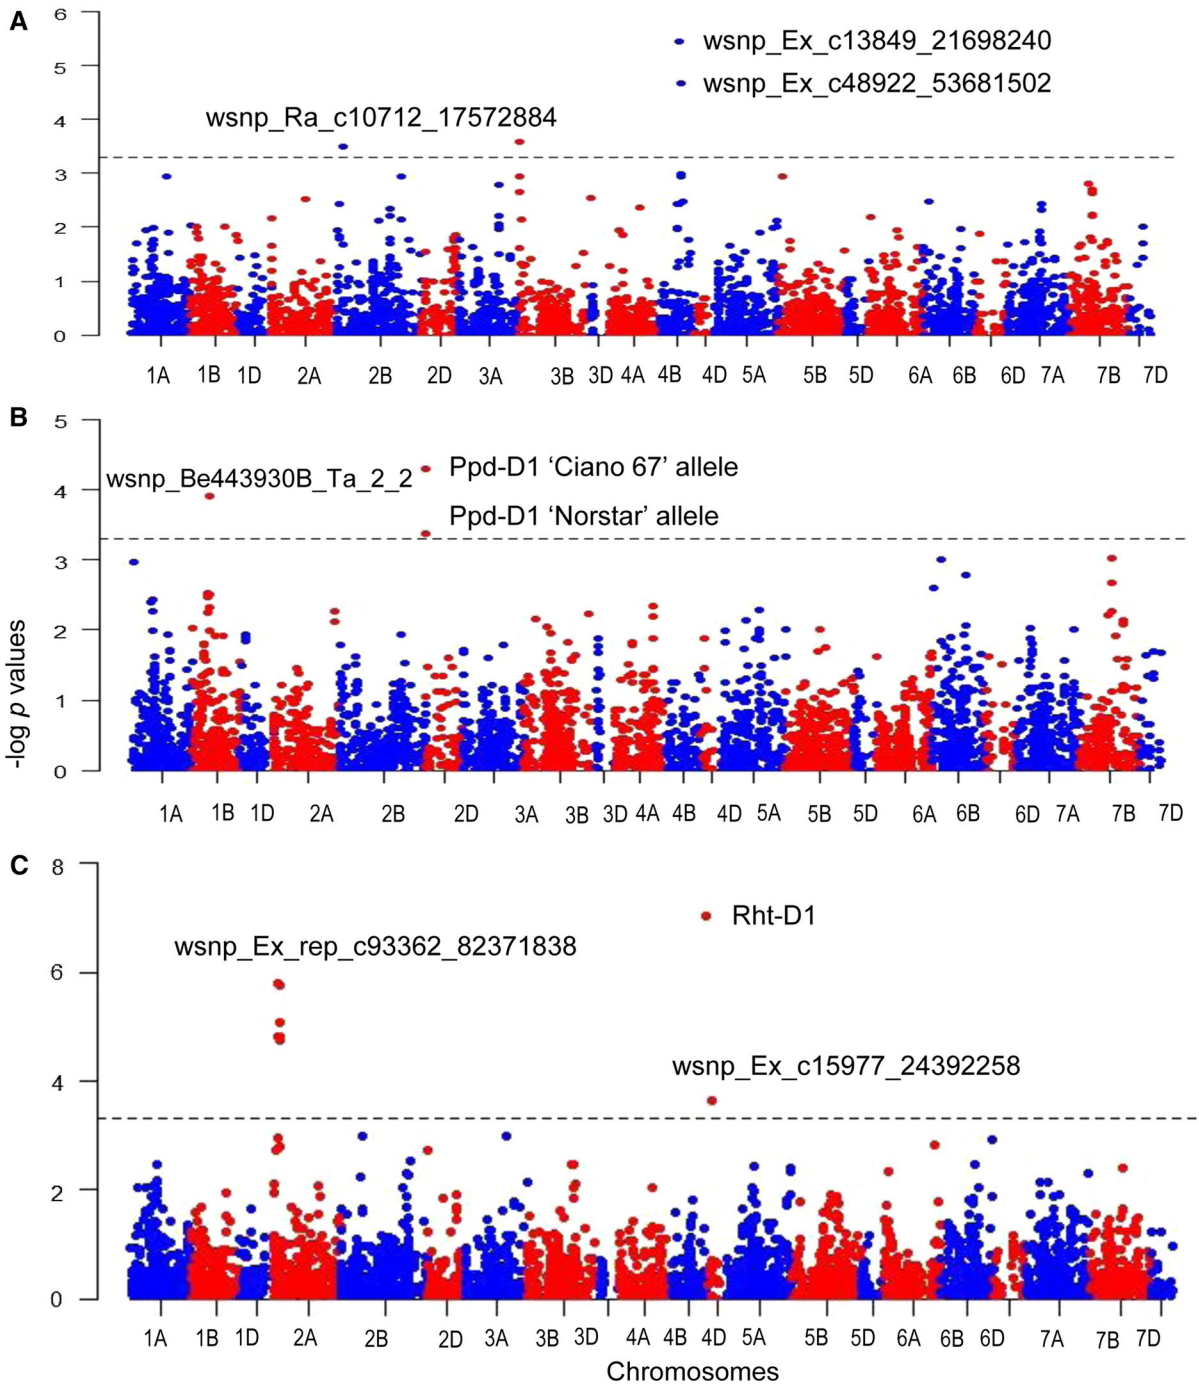 A
6
5
4
3
2
1
0
wsnp_Ex_c13849_21698240
wsnp_Ex_c48922_53681502
wsnp_Ra_c10712_17572884
1A 1B 1D 2A 2B 2D 3A 3B 3D 4A 4B 4D 5A 5B 5D 6A 6B 6D 7A 7B 7D
B
5
4
3
2
1
0
-log p values
Ppd-D1 ‘Ciano 67’ allele
wsnp_Be443930B_Ta_2_2
Ppd-D1 ‘Norstar’ allele
1A 1B 1D 2A 2B 2D 3A 3B 3D 4A 4B 4D 5A 5B 5D 6A 6B 6D 7A 7B 7D
C
8
6
4
2
0
Rht-D1
wsnp_Ex_rep_c93362_82371838
wsnp_Ex_c15977_24392258
1A 1B 1D 2A 2B 2D 3A 3B 3D 4A 4B 4D 5A 5B 5D 6A 6B 6D 7A 7B 7D
Chromosomes